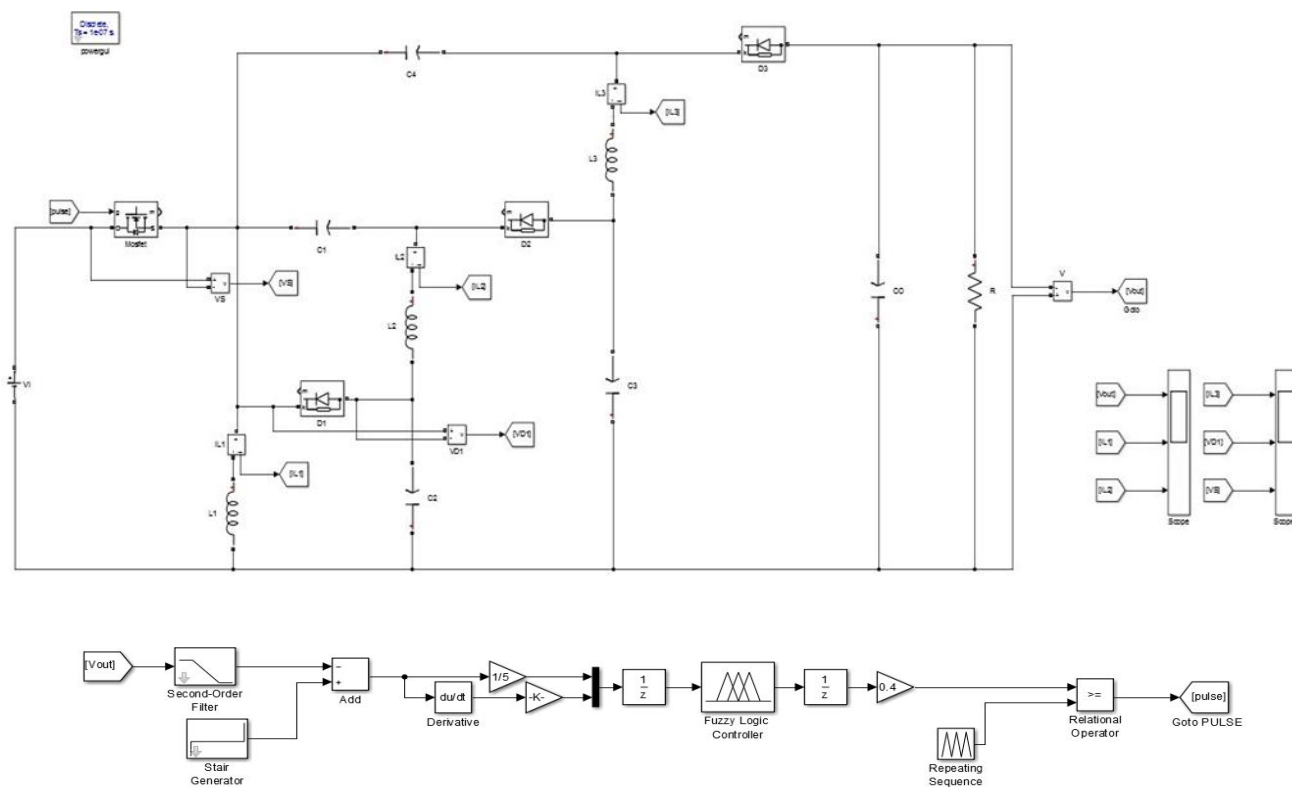 Discrete,
Ts = 1e07 s
powergui
C4
m
D3
IL3
[IL3]
L3
[pulse]
m
Mosfet
C1
m
D2
VS
[VS]
IL2
[IL2]
L2
VI
m
D1
VD1
[VD1]
IL1
[IL1]
L1
C2
C3
CO
R
V
[Vout]
Goto
[Vout]
[IL1]
[IL2]
Scope
[IL3]
[VD1]
[VS]
Scope
[Vout]
Second-Order
Filter
Stair
Generator
−
+
Add
1/5
du/dt
Derivative
-K-
1
z
Fuzzy Logic
Controller
1
z
0.4
Repeating
Sequence
>=
Relational
Operator
[pulse]
Goto PULSE